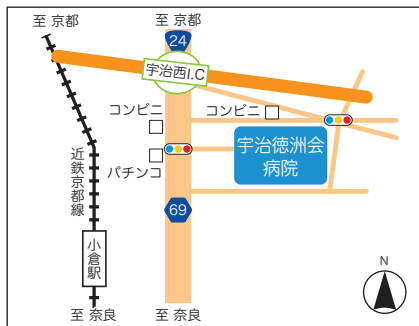 至 京都
至 京都
24
宇治西I.C
コンビニ
コンビニ
宇治徳洲会
病院
パチンコ
近鉄京都線
69
小倉駅
N
至 奈良
至 奈良